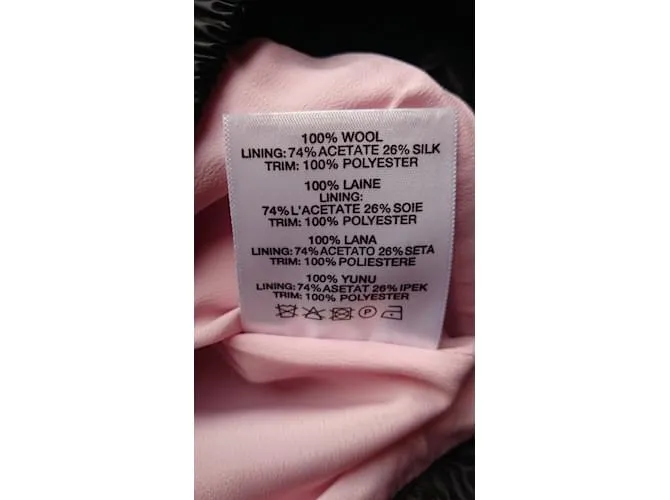 100% WOOL
LINING: 74% ACETATE 26% SILK
TRIM: 100% POLYESTER
100% LAINE
LINING:
74% L'ACETATE 26% SOIE
TRIM: 100% POLYESTER
100% LANA
LINING: 74% ACETATO 26% SETA
TRIM: 100% POLIESTERE
100% YUNU
LINING: 74% ASETAT 26% IPEK
TRIM: 100% POLYESTER
P